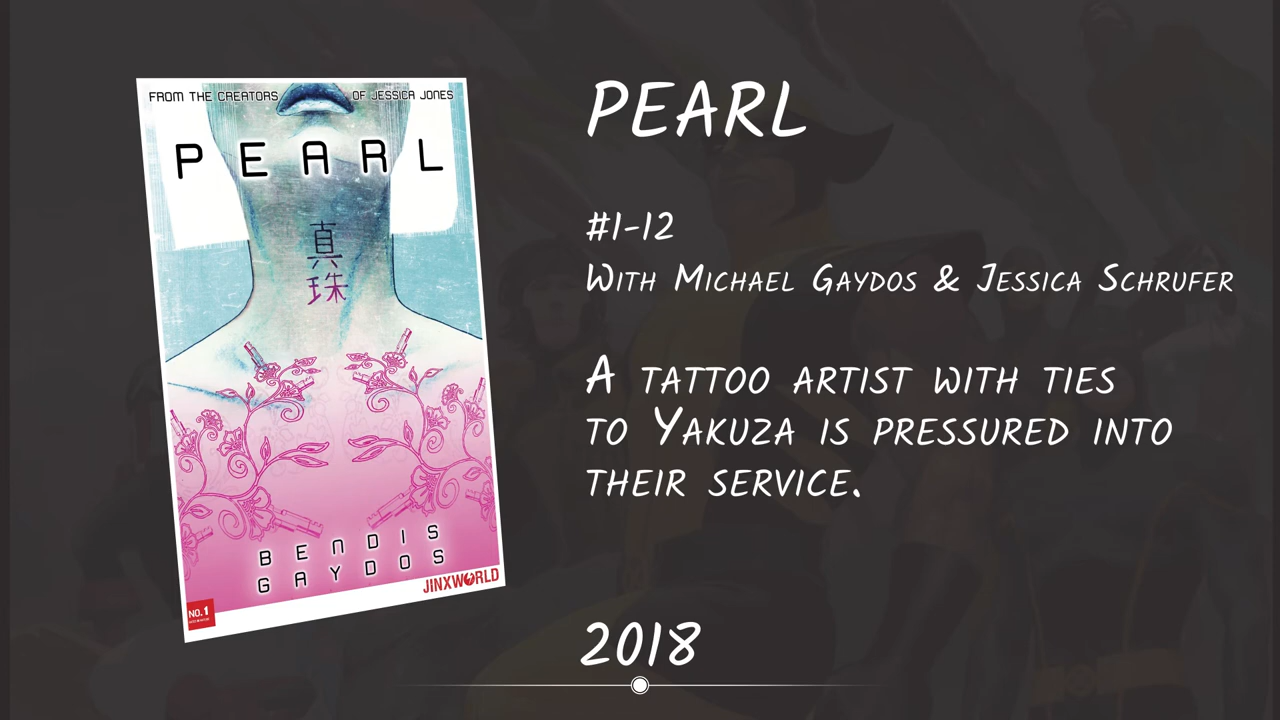 FROM THE CREATORS OF JESSICA JONES
PEARL
真
珠
BENDIS
GAYDOS
JINXWORLD
NO. 1
PEARL
#1-12
With Michael Gaydos & Jessica Schrufer
A tattoo artist with ties
to Yakuza is pressured into
their service.
2018